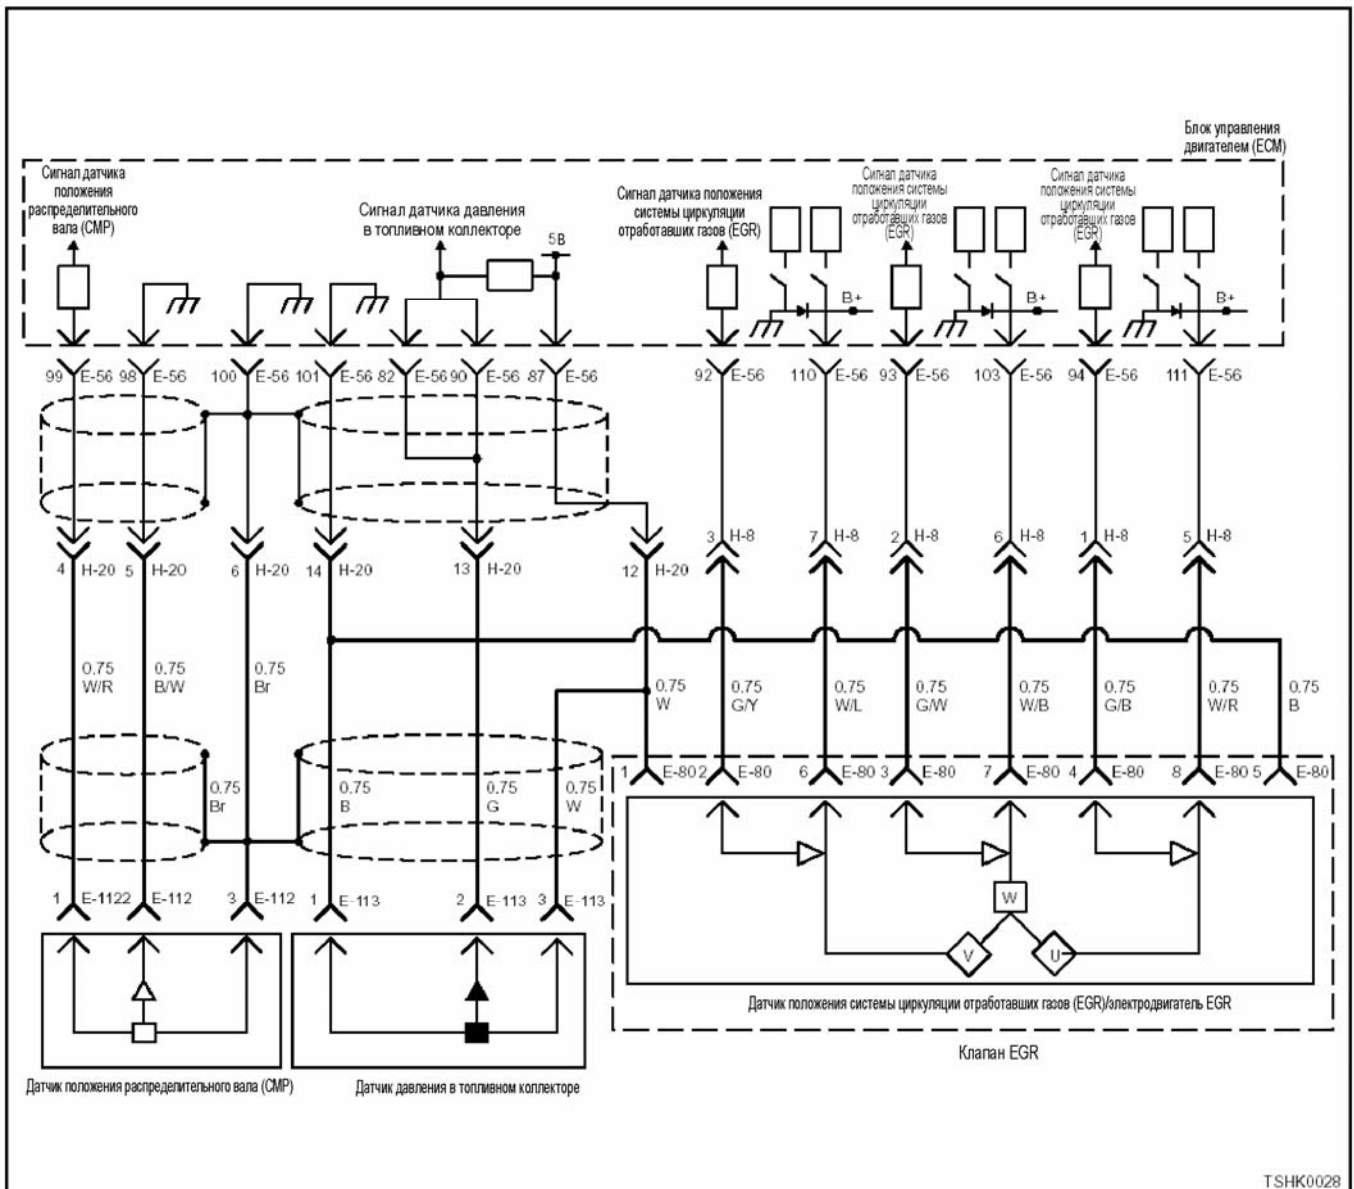 Блок управления
двигателем (ECM)
Сигнал датчика
положения
распределительного
вала (CMP)
Сигнал датчика давления
в топливном коллекторе
5В
Сигнал датчика положения
системы циркуляции
отработавших газов (EGR)
Сигнал датчика
положения системы
циркуляции
отработавших газов
(EGR)
Сигнал датчика
положения системы
циркуляции
отработавших газов
(EGR)
B+ B+ B+
99 E-56 98 E-56 100 E-56 101 E-56 82 E-56 90 E-56 87 E-56 92 E-56 110 E-56 93 E-56 103 E-56 94 E-56 111 E-56
3 H-8 7 H-8 2 H-8 6 H-8 1 H-8 5 H-8
4 H-20 5 H-20 6 H-20 14 H-20 13 H-20 12 H-20
0.75 0.75 0.75
W/R B/W Br
0.75 0.75 0.75 0.75 0.75 0.75 0.75 0.75
W G/Y W/L G/W W/B G/B W/R B
1 E-80 2 E-80 6 E-80 3 E-80 7 E-80 4 E-80 8 E-80 5 E-80
0.75 0.75 0.75 0.75
Br B G W
1 E-112 2 E-112 3 E-112 1 E-113 2 E-113 3 E-113
W
V U
Датчик положения системы циркуляции отработавших газов (EGR)/электродвигатель EGR
Клапан EGR
Датчик положения распределительного вала (CMP) Датчик давления в топливном коллекторе
TSHK0028